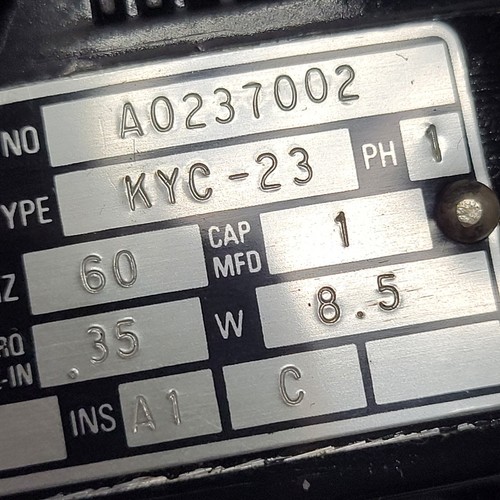 NO A0237002
YPE KYC-23 PH 1
Z 60 CAP MFD 1
RQ -IN .35 W 8.5
INS A1 C